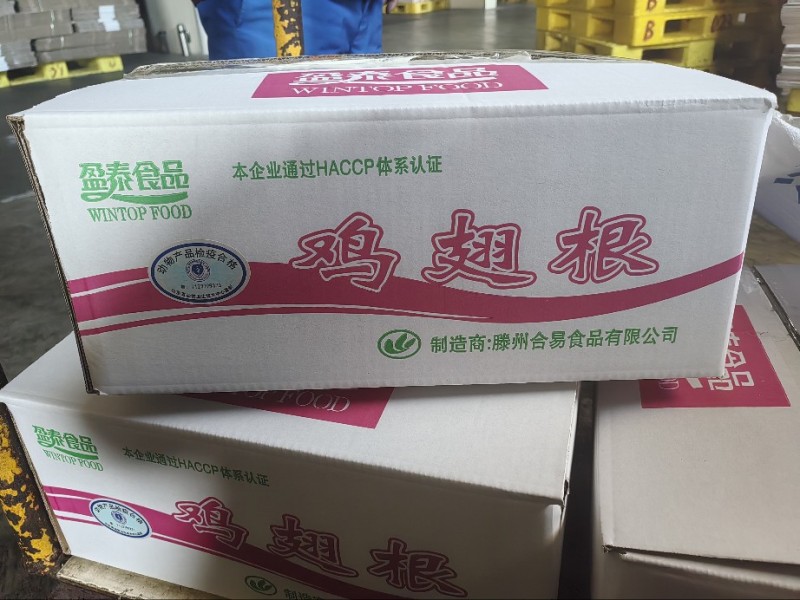 盈泰食品
WINTOP FOOD
盈泰食品
WINTOP FOOD
本企业通过HACCP体系认证
动物产品检疫合格
鸡翅根
制造商:滕州合易食品有限公司
FOOD
盈泰食品
WINTOP FOOD
本企业通过HACCP体系认证
鸡翅根
食品
B
B